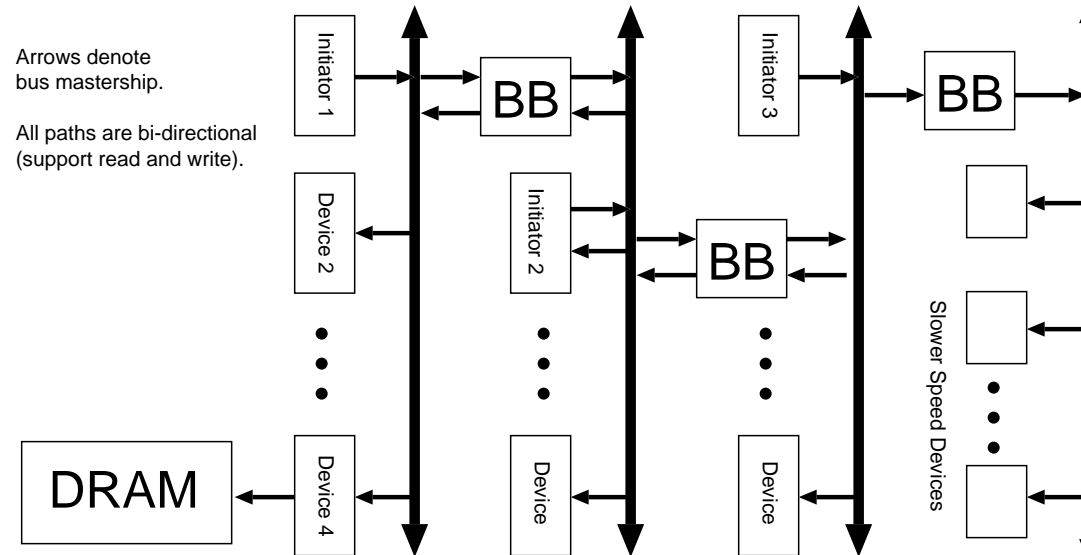 Arrows denote
bus mastership.
All paths are bi-directional
(support read and write).
Initiator 1
BB
Initiator 3
BB
Device 2
Initiator 2
BB
Slower Speed Devices
DRAM
Device 4
Device
Device